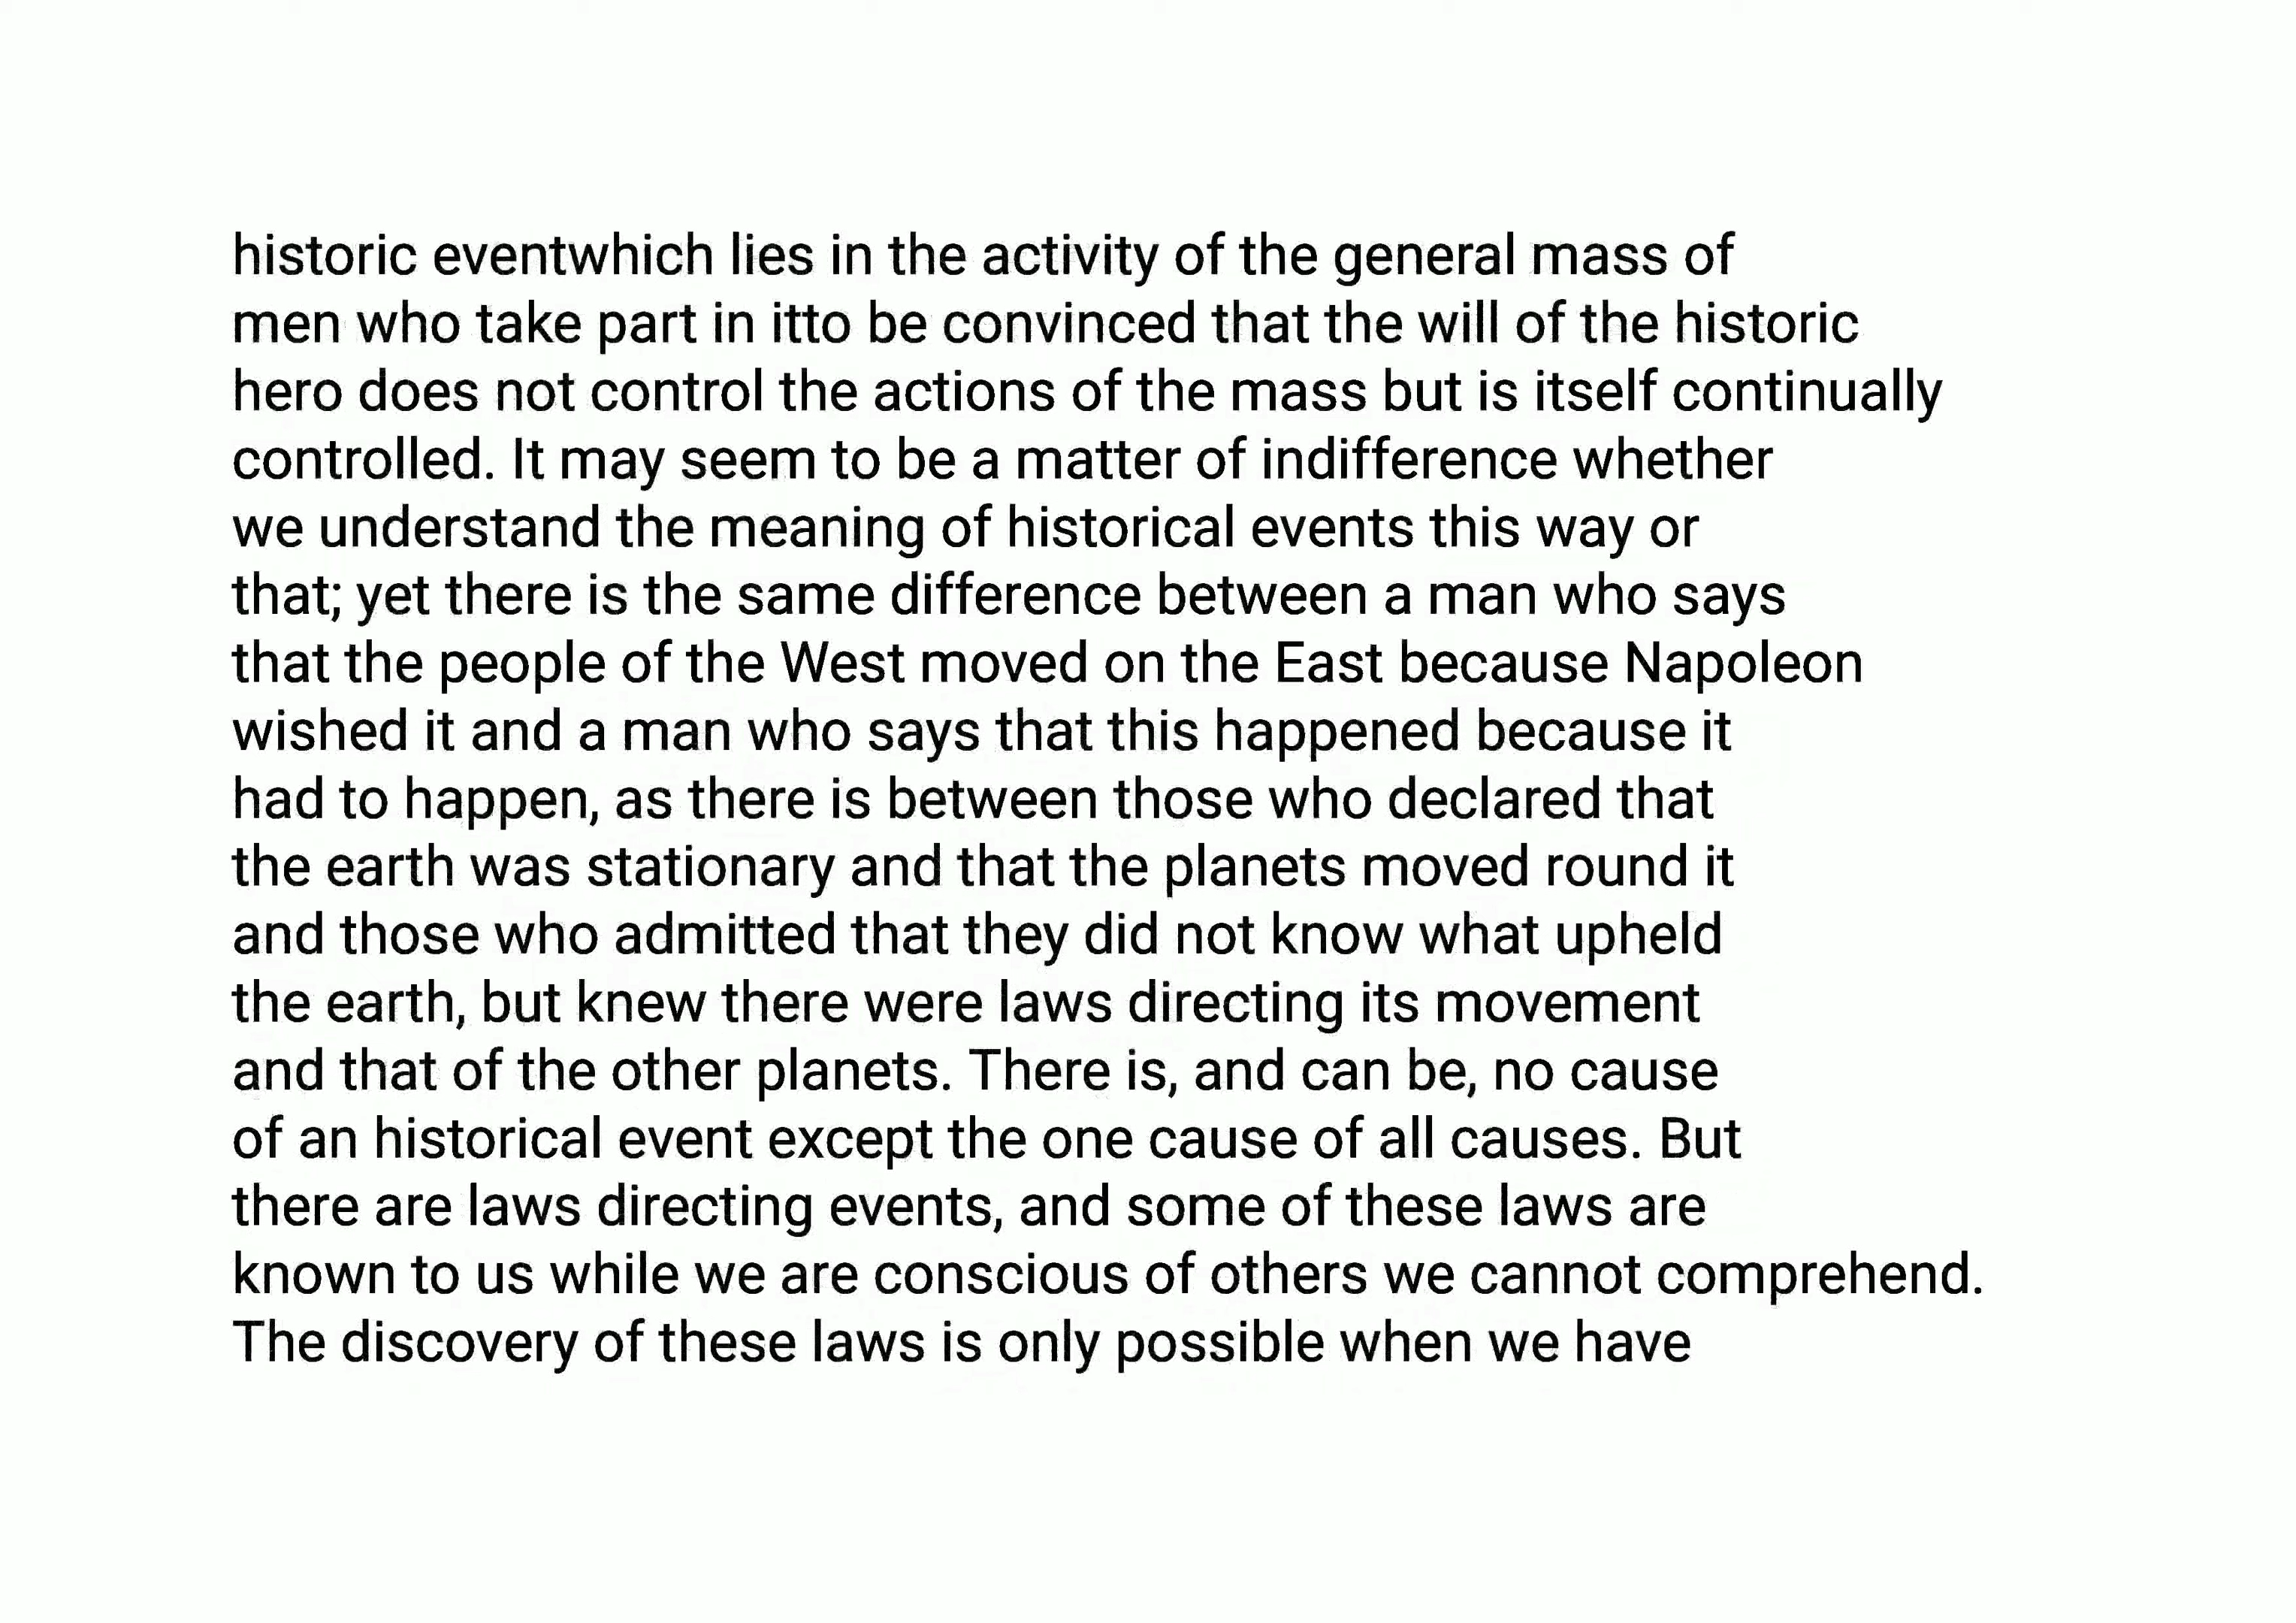 historic eventwhich lies in the activity of the general mass of
men who take part in itto be convinced that the will of the historic
hero does not control the actions of the mass but is itself continually
controlled. It may seem to be a matter of indifference whether
we understand the meaning of historical events this way or
that; yet there is the same difference between a man who says
that the people of the West moved on the East because Napoleon
wished it and a man who says that this happened because it
had to happen, as there is between those who declared that
the earth was stationary and that the planets moved round it
and those who admitted that they did not know what upheld
the earth, but knew there were laws directing its movement
and that of the other planets. There is, and can be, no cause
of an historical event except the one cause of all causes. But
there are laws directing events, and some of these laws are
known to us while we are conscious of others we cannot comprehend.
The discovery of these laws is only possible when we have